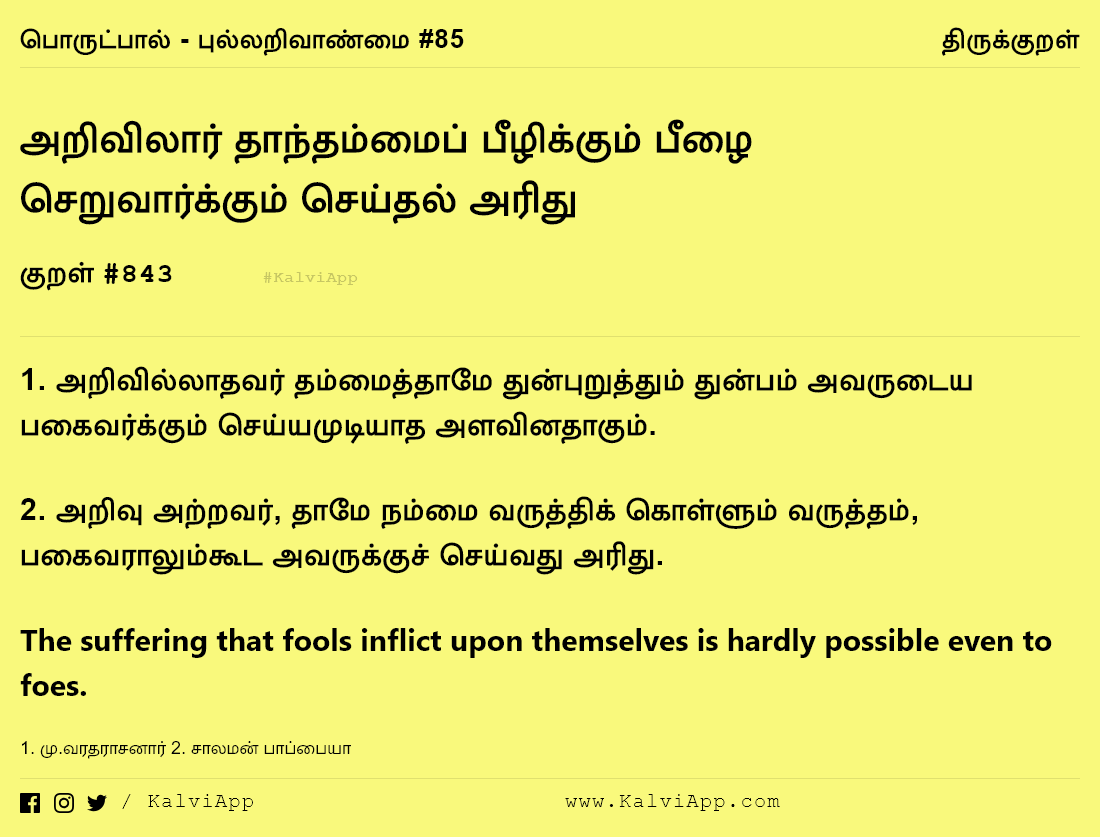 பொருட்பால் - புல்லறிவாண்மை #85 திருக்குறள்
அறிவிலார் தாந்தம்மைப் பீழிக்கும் பீழை
செறுவார்க்கும் செய்தல் அரிது
குறள் #843 #KalviApp
1. அறிவில்லாதவர் தம்மைத்தாமே துன்புறுத்தும் துன்பம் அவருடைய
பகைவர்க்கும் செய்யமுடியாத அளவினதாகும்.
2. அறிவு அற்றவர், தாமே நம்மை வருத்திக் கொள்ளும் வருத்தம்,
பகைவராலும்கூட அவருக்குச் செய்வது அரிது.
The suffering that fools inflict upon themselves is hardly possible even to
foes.
1. மு.வரதராசனார் 2. சாலமன் பாப்பையா
/ KalviApp www.KalviApp.com